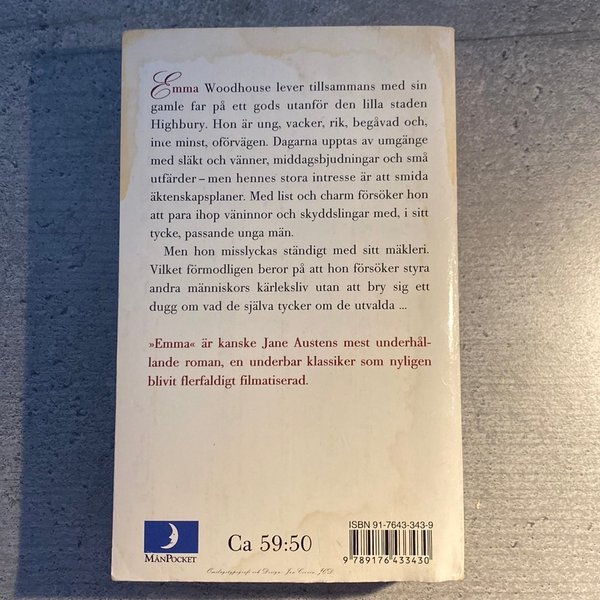 Emma Woodhouse lever tillsammans med sin
gamle far på ett gods utanför den lilla staden
Highbury. Hon är ung, vacker, rik, begåvad och,
inte minst, oförvägen. Dagarna upptas av umgänge
med släkt och vänner, middagsbjudningar och små
utfärder – men hennes stora intresse är att smida
äktenskapsplaner. Med list och charm försöker hon
att para ihop väninnor och skyddslingar med, i sitt
tycke, passande unga män.
Men hon misslyckas ständigt med sitt mäkleri.
Vilket förmodligen beror på att hon försöker styra
andra människors kärleksliv utan att bry sig ett
dugg om vad de själva tycker om de utvalda ...
»Emma« är kanske Jane Austens mest underhål-
lande roman, en underbar klassiker som nyligen
blivit flerfaldigt filmatiserad.
MÅNPOCKET
Ca 59:50
ISBN 91-7643-343-9
9 789176 433430
Omslagstypografi och Design: